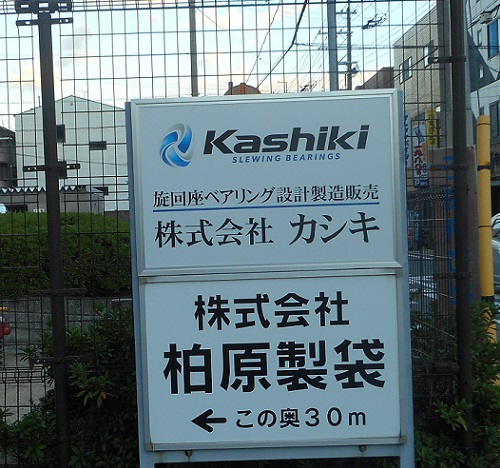 Kashiki
SLEWING BEARINGS
旋回座ベアリング設計製造販売
株式会社 カシキ
株式会社
柏原製袋
← この奥30m